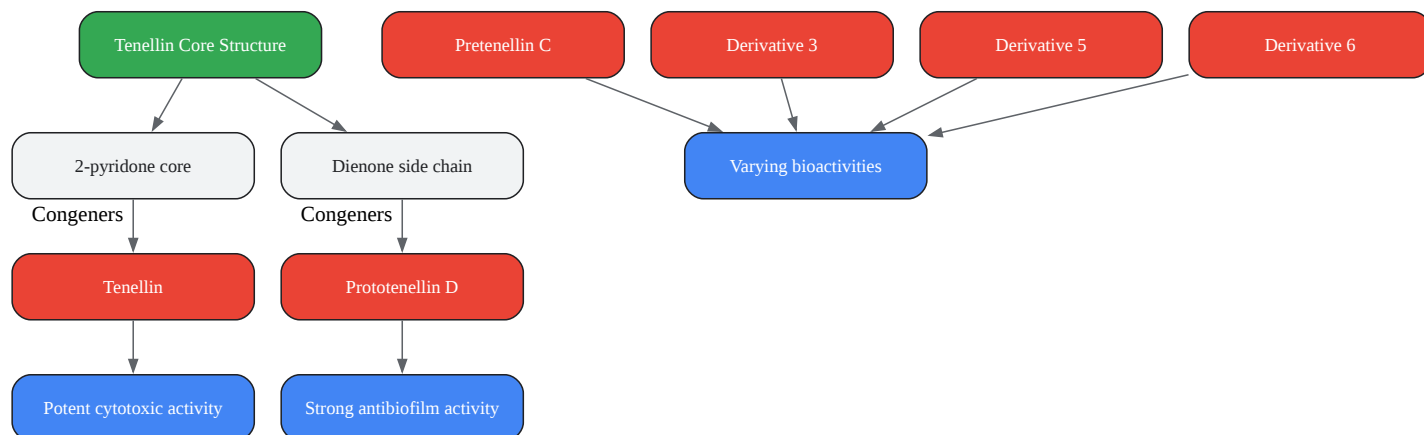 Tenellin Core Structure
Pretenellin C
Derivative 3
Derivative 5
Derivative 6
2-pyridone core
Dienone side chain
Varying bioactivities
Congeners
Congeners
Tenellin
Prototenellin D
Potent cytotoxic activity
Strong antibiofilm activity